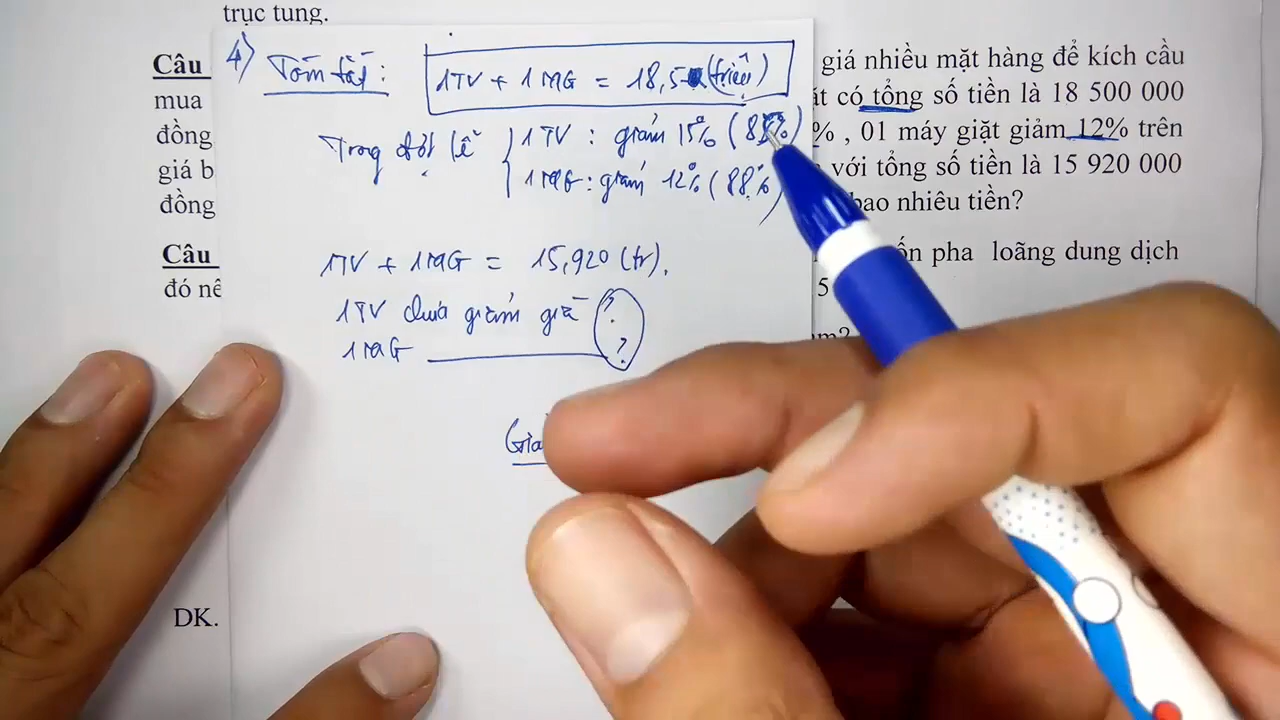 trục tung.
4) Tóm tắt:
1TV + 1MG = 18,5 (triệu)
Trong đợt lễ
1TV : giảm 15% (85%)
1MG : giảm 12% (88%)
1TV + 1MG = 15,920 (tr).
1TV chưa giảm giá ?
1MG ?
Câu
mua
đồng
giá b
đồng
giá nhiều mặt hàng để kích cầu
ặt có tổng số tiền là 18 500 000
% , 01 máy giặt giảm 12% trên
với tổng số tiền là 15 920 000
bao nhiêu tiền?
Câu
đó nê
ốn pha loãng dung dịch
5
DK.